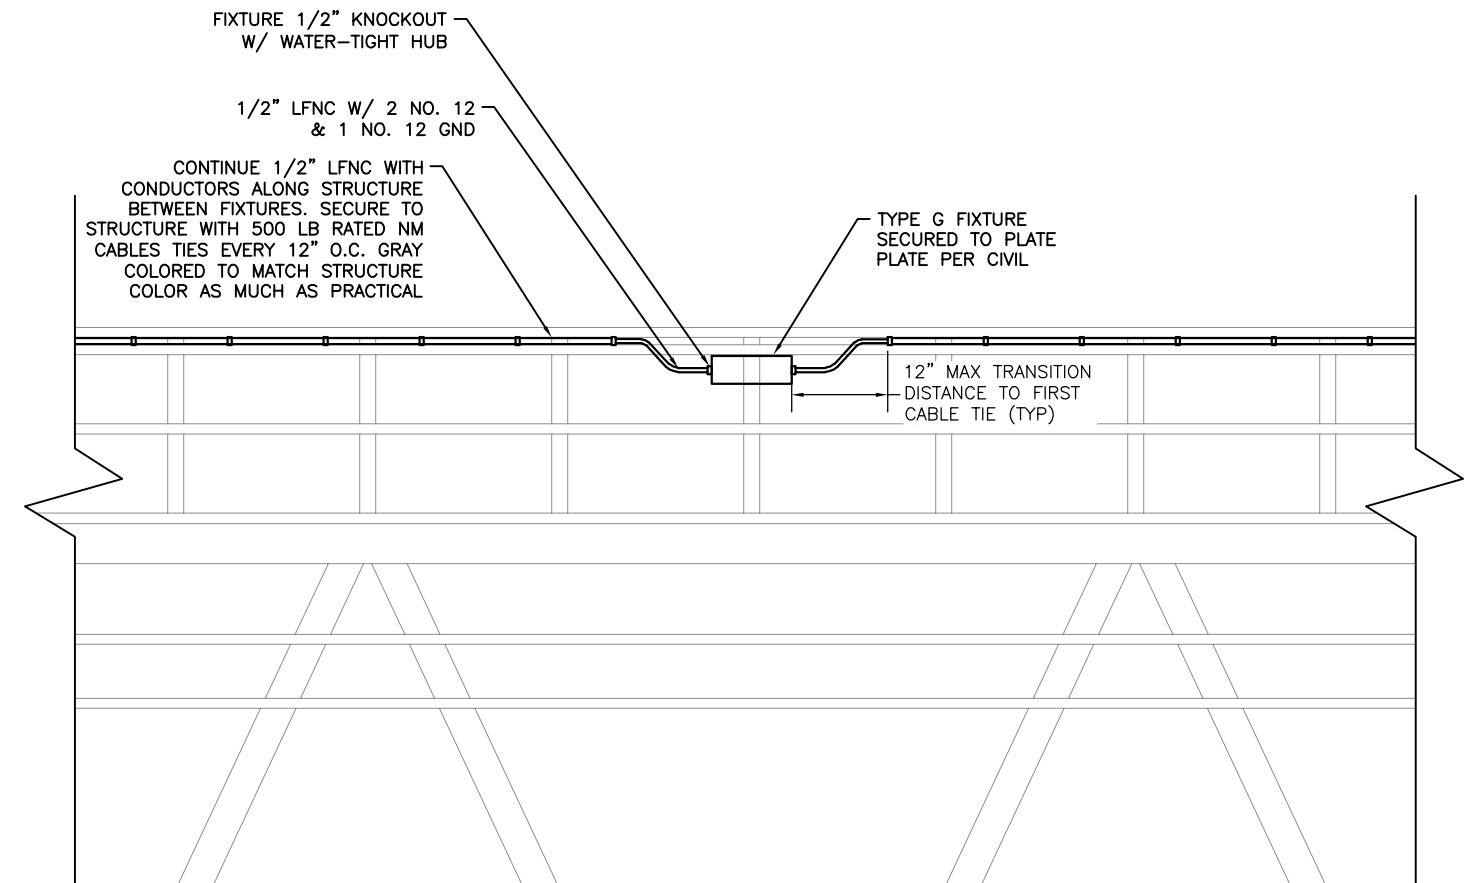 FIXTURE 1/2" KNOCKOUT
W/ WATER-TIGHT HUB
1/2" LFNC W/ 2 NO. 12
& 1 NO. 12 GND
CONTINUE 1/2" LFNC WITH
CONDUCTORS ALONG STRUCTURE
BETWEEN FIXTURES. SECURE TO
STRUCTURE WITH 500 LB RATED NM
CABLES TIES EVERY 12" O.C. GRAY
COLORED TO MATCH STRUCTURE
COLOR AS MUCH AS PRACTICAL
TYPE G FIXTURE
SECURED TO PLATE
PLATE PER CIVIL
12" MAX TRANSITION
DISTANCE TO FIRST
CABLE TIE (TYP)